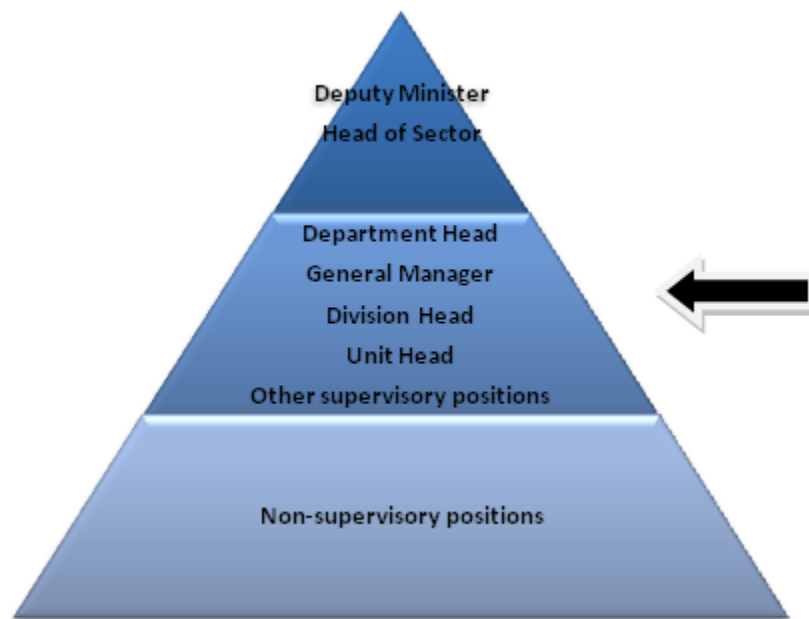 Deputy Minister
Head of Sector
Department Head
General Manager
Division Head
Unit Head
Other supervisory positions
Non-supervisory positions